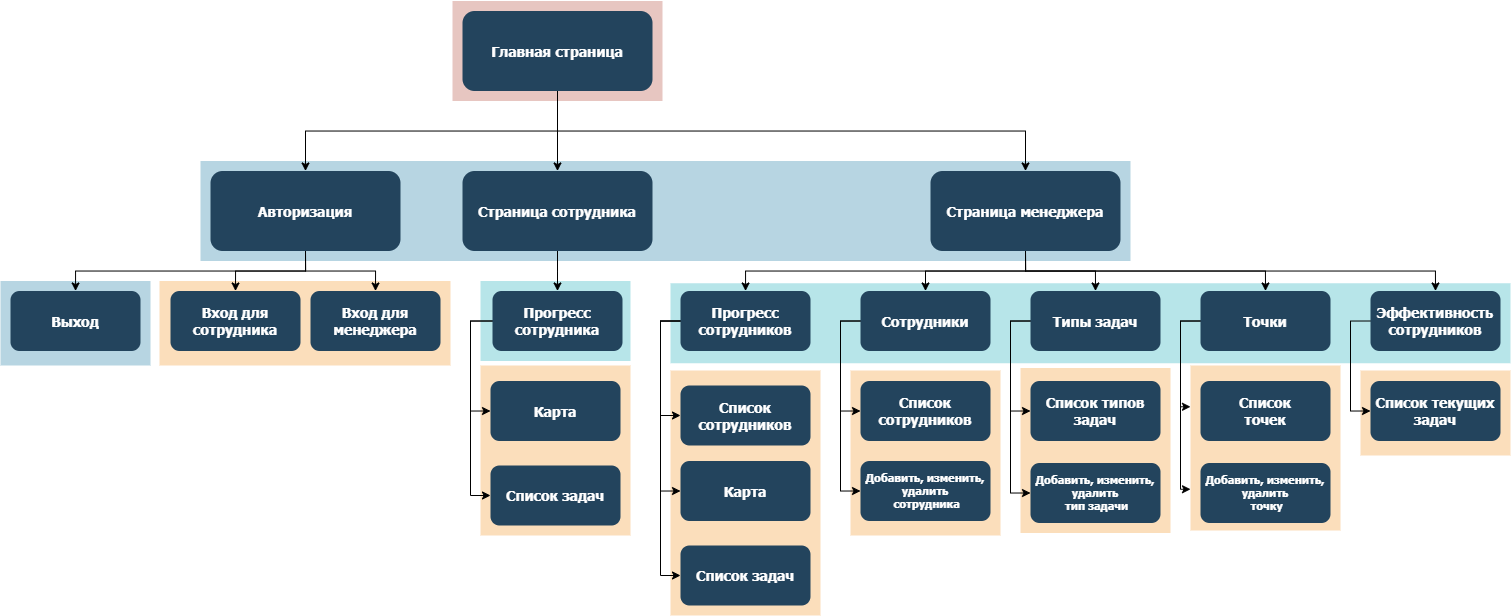 Главная страница
Авторизация
Страница сотрудника
Страница менеджера
Выход
Вход для
сотрудника
Вход для
менеджера
Прогресс
сотрудника
Прогресс
сотрудников
Сотрудники
Типы задач
Точки
Эффективность
сотрудников
Карта
Список задач
Список
сотрудников
Карта
Список задач
Список
сотрудников
Добавить, изменить,
удалить
сотрудника
Список типов
задач
Добавить, изменить,
удалить
тип задачи
Список
точек
Добавить, изменить,
удалить
точку
Список текущих
задач